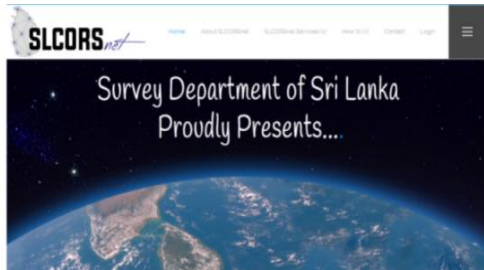 SLCORSnet
Home About SLCORSnet SLCORSnet Services How to Contact Login
Survey Department of Sri Lanka
Proudly Presents....